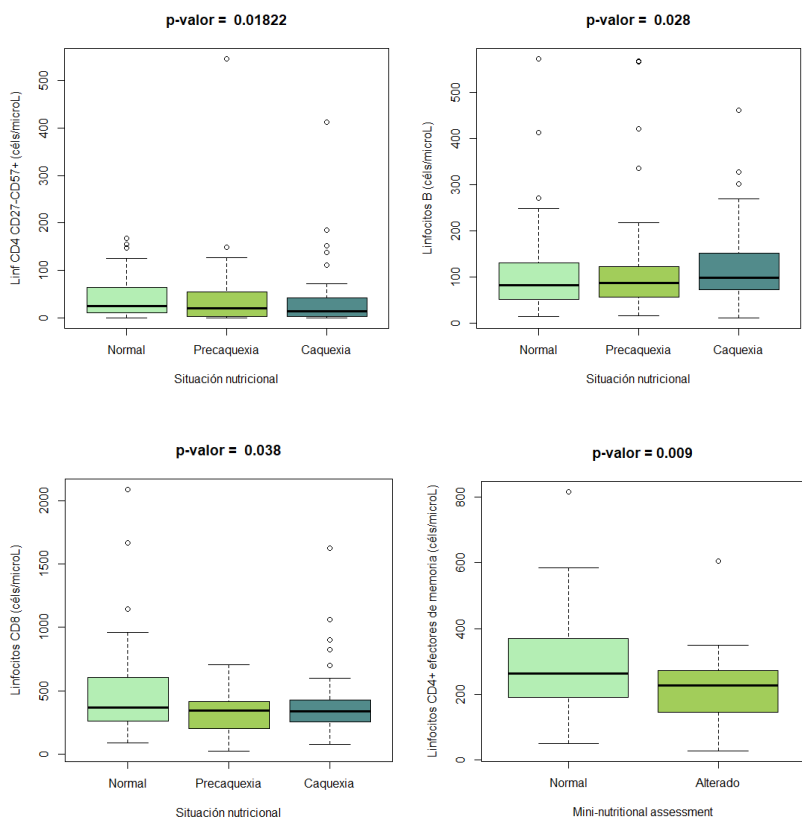 p-valor =  0.01822
Linf CD4 CD27-CD57+ (céls/microL)
500
400
300
200
100
0
Normal
Precaquexia
Caquexia
Situación nutricional
p-valor =  0.028
Linfocitos B (céls/microL)
500
400
300
200
100
0
Normal
Precaquexia
Caquexia
Situación nutricional
p-valor =  0.038
Linfocitos CD8 (céls/microL)
2000
1500
1000
500
0
Normal
Precaquexia
Caquexia
Situación nutricional
p-valor = 0.009
Linfocitos CD4+ efectores de memoria (céls/microL)
800
600
400
200
0
Normal
Alterado
Mini-nutritional assessment